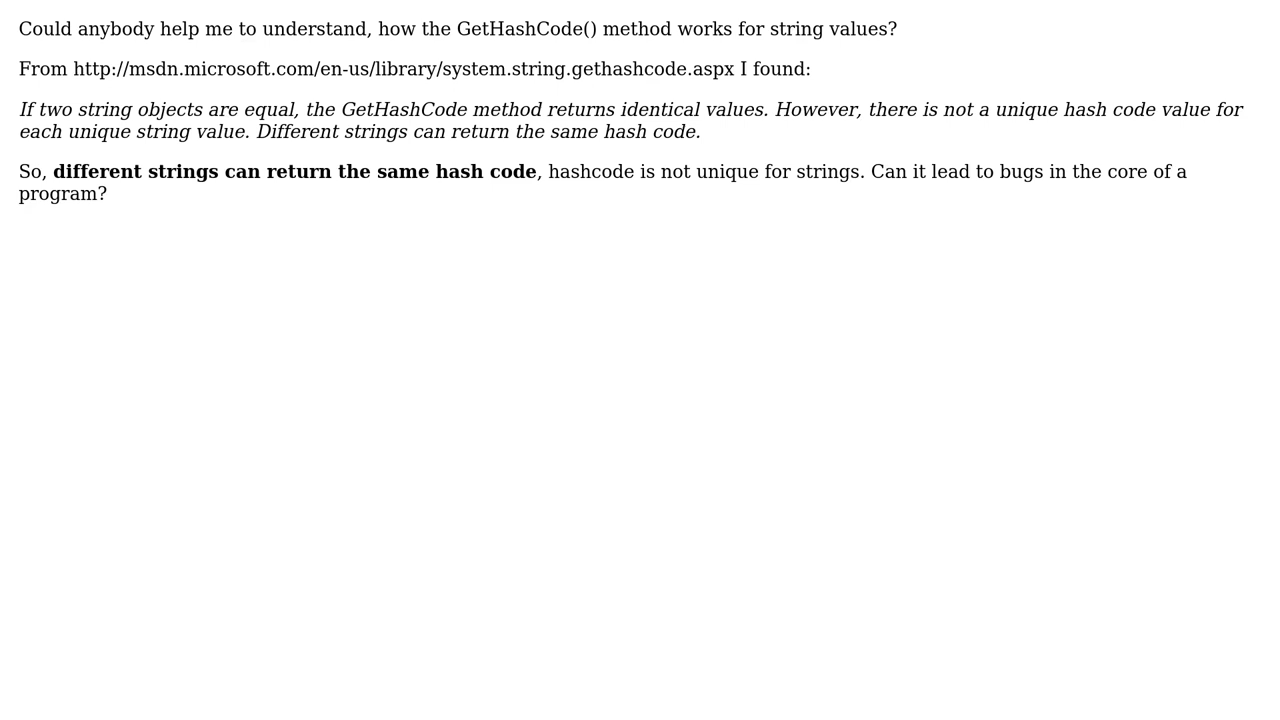 Could anybody help me to understand, how the GetHashCode() method works for string values?
From http://msdn.microsoft.com/en-us/library/system.string.gethashcode.aspx I found:
If two string objects are equal, the GetHashCode method returns identical values. However, there is not a unique hash code value for
each unique string value. Different strings can return the same hash code.
So, different strings can return the same hash code, hashcode is not unique for strings. Can it lead to bugs in the core of a
program?